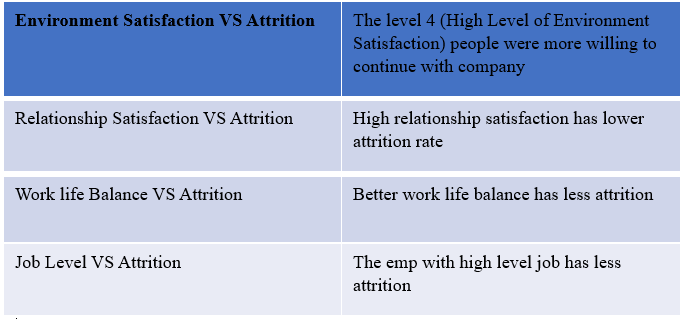 Environment Satisfaction VS Attrition
The level 4 (High Level of Environment
Satisfaction) people were more willing to
continue with company
Relationship Satisfaction VS Attrition
High relationship satisfaction has lower
attrition rate
Work life Balance VS Attrition
Better work life balance has less attrition
Job Level VS Attrition
The emp with high level job has less
attrition